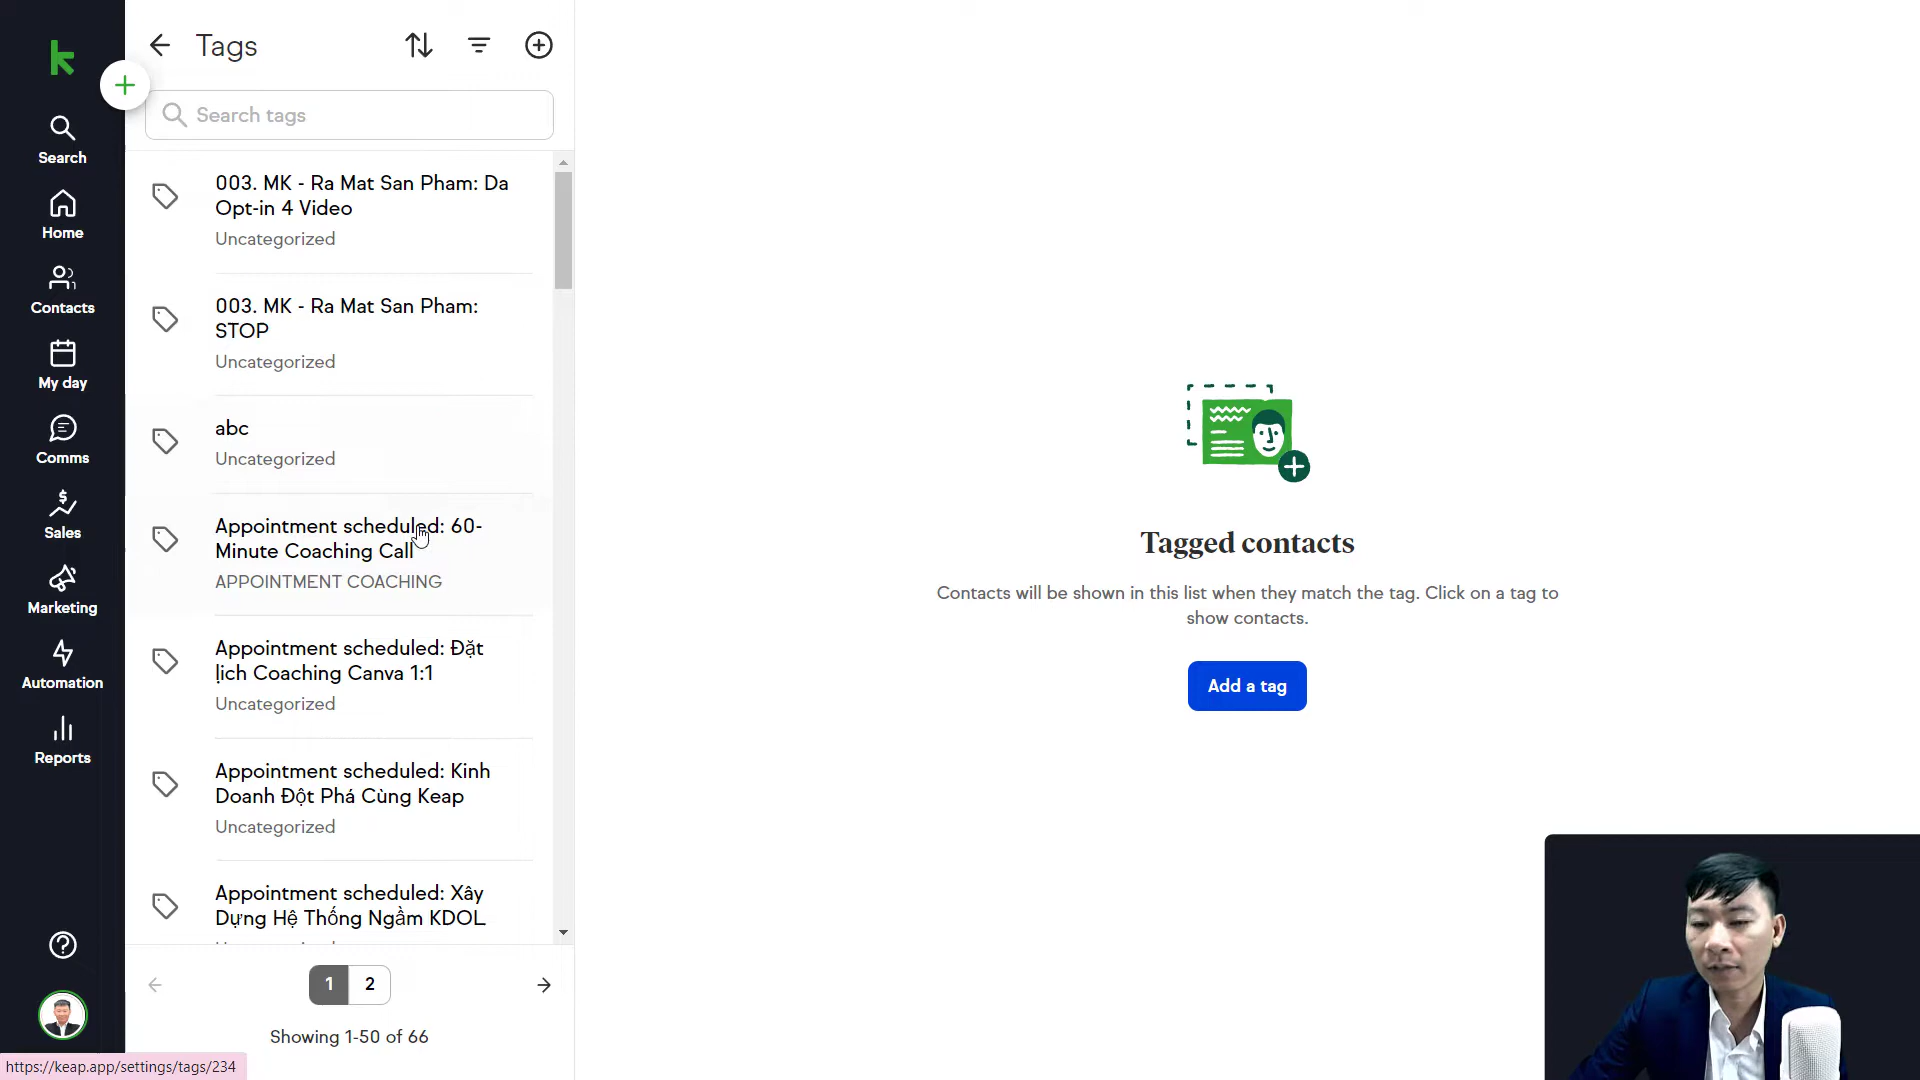 k
Search
Home
Contacts
My day
Comms
Sales
Marketing
Automation
Reports
Tags
Search tags
003. MK - Ra Mat San Pham: Da
Opt-in 4 Video
Uncategorized
003. MK - Ra Mat San Pham:
STOP
Uncategorized
abc
Uncategorized
Appointment scheduled: 60-
Minute Coaching Call
APPOINTMENT COACHING
Appointment scheduled: Đặt
lịch Coaching Canva 1:1
Uncategorized
Appointment scheduled: Kinh
Doanh Đột Phá Cùng Keap
Uncategorized
Appointment scheduled: Xây
Dựng Hệ Thống Ngầm KDOL
1 2
Showing 1-50 of 66
Tagged contacts
Contacts will be shown in this list when they match the tag. Click on a tag to
show contacts.
Add a tag
https://keap.app/settings/tags/234